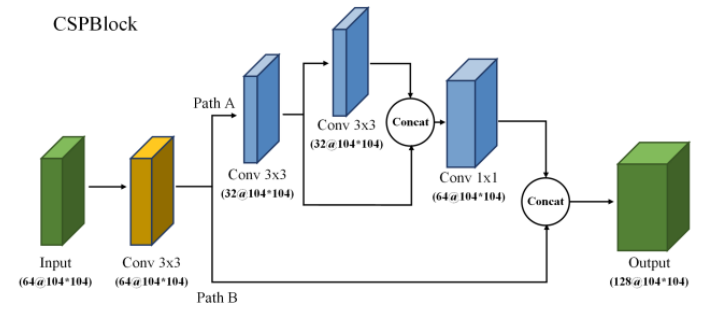 CSPBlock
Path A
Conv 3x3
(32@104*104)
Concat
Conv 3x3
(32@104*104)
Conv 1x1
(64@104*104)
Concat
Input
(64@104*104)
Conv 3x3
(64@104*104)
Path B
Output
(128@104*104)